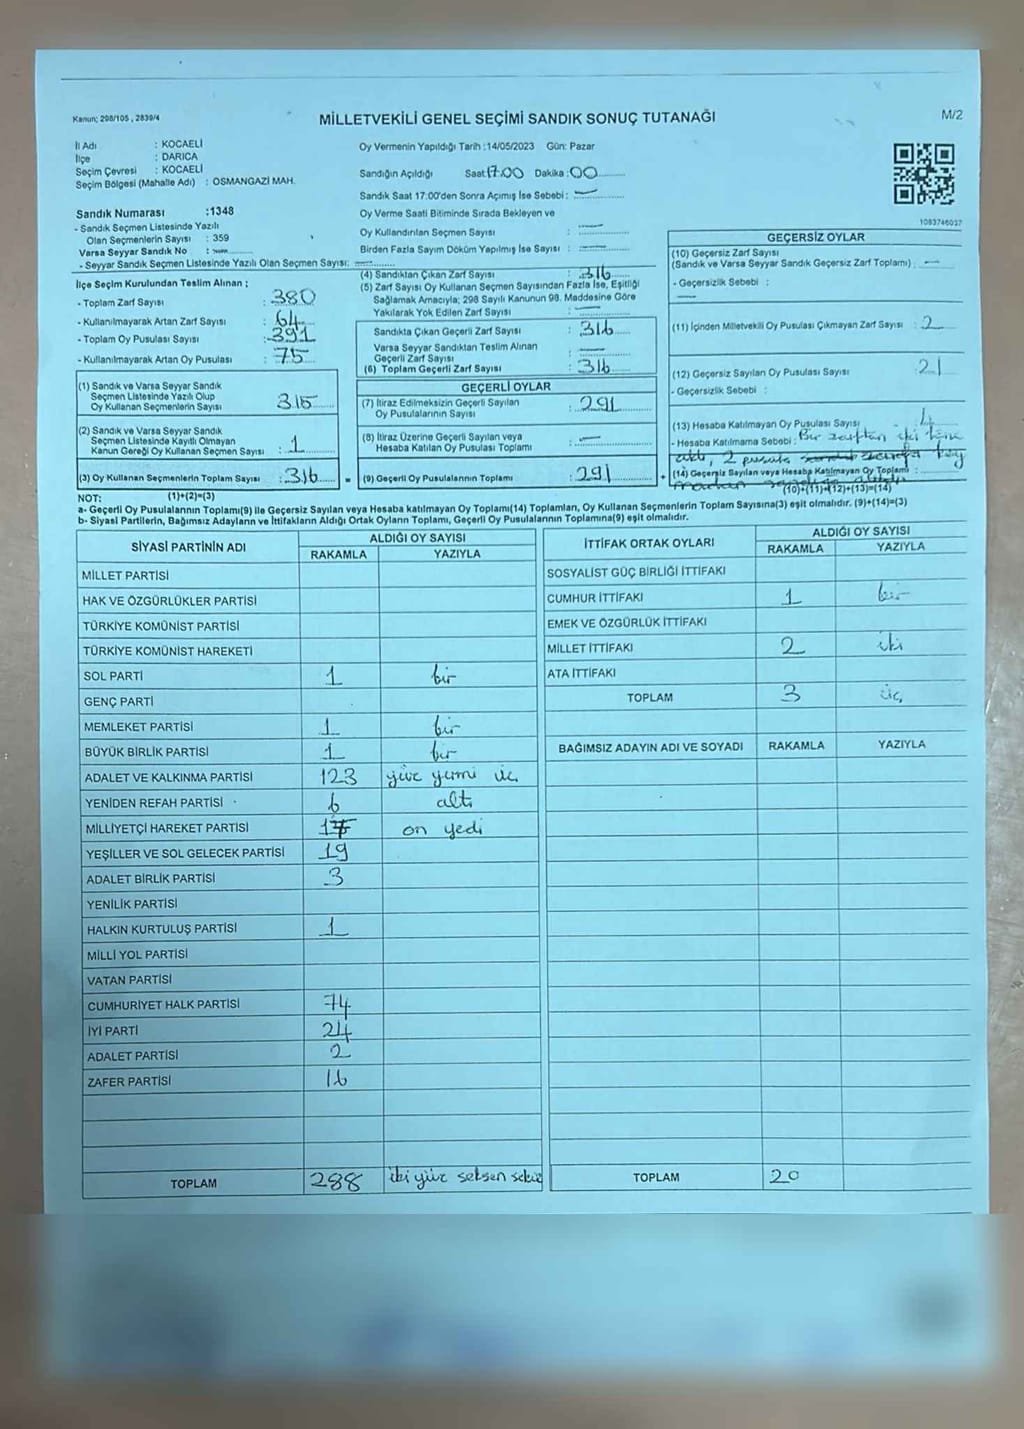 Kanun; 298/105 , 2839/4
MİLLETVEKİLİ GENEL SEÇİMİ SANDIK SONUÇ TUTANAĞI
M/2
İl Adı : KOCAELİ
İlçe : DARICA
Seçim Çevresi : KOCAELİ
Seçim Bölgesi (Mahalle Adı) : OSMANGAZİ MAH.
Sandık Numarası :1348
- Sandık Seçmen Listesinde Yazılı
Olan Seçmenlerin Sayısı : 359
Varsa Seyyar Sandık No :
- Seyyar Sandık Seçmen Listesinde Yazılı Olan Seçmen Sayısı:
Oy Vermenin Yapıldığı Tarih :14/05/2023 Gün: Pazar
Sandığın Açıldığı Saat:17:00 Dakika:00
Sandık Saat 17.00'den Sonra Açımış İse Sebebi : —
Oy Verme Saati Bitiminde Sırada Bekleyen ve
Oy Kullandırılan Seçmen Sayısı : —
Birden Fazla Sayım Döküm Yapılmış İse Sayısı : —
1083746037
İlçe Seçim Kurulundan Teslim Alınan ;
- Toplam Zarf Sayısı : 380
- Kullanılmayarak Artan Zarf Sayısı : 64
- Toplam Oy Pusulası Sayısı : 391
- Kullanılmayarak Artan Oy Pusulası : 75
(1) Sandık ve Varsa Seyyar Sandık
Seçmen Listesinde Yazılı Olup
Oy Kullanan Seçmenlerin Sayısı : 315
(2) Sandık ve Varsa Seyyar Sandık
Seçmen Listesinde Kayıtlı Olmayan
Kanun Gereği Oy Kullanan Seçmen Sayısı : 1
(3) Oy Kullanan Seçmenlerin Toplam Sayısı : 316
(4) Sandıktan Çıkan Zarf Sayısı : 316
(5) Zarf Sayısı Oy Kullanan Seçmen Sayısından Fazla İse, Eşitliği
Sağlamak Amacıyla; 298 Sayılı Kanunun 98. Maddesine Göre
Yakılarak Yok Edilen Zarf Sayısı : —
Sandıkta Çıkan Geçerli Zarf Sayısı : 316
Varsa Seyyar Sandıktan Teslim Alınan
Geçerli Zarf Sayısı : —
(6) Toplam Geçerli Zarf Sayısı : 316
GEÇERLİ OYLAR
(7) İtiraz Edilmeksizin Geçerli Sayılan
Oy Pusulalarının Sayısı : 291
(8) İtiraz Üzerine Geçerli Sayılan veya
Hesaba Katılan Oy Pusulası Toplamı : —
= (9) Geçerli Oy Pusulalarının Toplamı : 291 +
GEÇERSİZ OYLAR
(10) Geçersiz Zarf Sayısı
(Sandık ve Varsa Seyyar Sandık Geçersiz Zarf Toplamı) : —
- Geçersizlik Sebebi : —
(11) İçinden Milletvekili Oy Pusulası Çıkmayan Zarf Sayısı : 2
(12) Geçersiz Sayılan Oy Pusulası Sayısı : 21
- Geçersizlik Sebebi :
(13) Hesaba Katılmayan Oy Pusulası Sayısı : 4
- Hesaba Katılmama Sebebi : Bir zarftan iki tane
2 pusula
(14) Geçersiz Sayılan veya Hesaba Katılmayan Oy Toplamı :
(10)+(11)+(12)+(13)=(14)
NOT: (1)+(2)=(3)
a- Geçerli Oy Pusulalarının Toplamı(9) ile Geçersiz Sayılan veya Hesaba katılmayan Oy Toplamı(14) Toplamları, Oy Kullanan Seçmenlerin Toplam Sayısına(3) eşit olmalıdır. (9)+(14)=(3)
b- Siyasi Partilerin, Bağımsız Adayların ve İttifakların Aldığı Ortak Oyların Toplamı, Geçerli Oy Pusulalarının Toplamına(9) eşit olmalıdır.
SİYASİ PARTİNİN ADI ALDIĞI OY SAYISI
RAKAMLA YAZIYLA
MİLLET PARTİSİ
HAK VE ÖZGÜRLÜKLER PARTİSİ
TÜRKİYE KOMÜNİST PARTİSİ
TÜRKİYE KOMÜNİST HAREKETİ
SOL PARTİ 1 bir
GENÇ PARTİ
MEMLEKET PARTİSİ 1 bir
BÜYÜK BİRLİK PARTİSİ 1 bir
ADALET VE KALKINMA PARTİSİ 123 yüz yirmi üç
YENİDEN REFAH PARTİSİ 6 altı
MİLLİYETÇİ HAREKET PARTİSİ 17 on yedi
YEŞİLLER VE SOL GELECEK PARTİSİ 19
ADALET BİRLİK PARTİSİ 3
YENİLİK PARTİSİ
HALKIN KURTULUŞ PARTİSİ 1
MİLLİ YOL PARTİSİ
VATAN PARTİSİ
CUMHURİYET HALK PARTİSİ 74
İYİ PARTİ 24
ADALET PARTİSİ 2
ZAFER PARTİSİ 16
TOPLAM 288 iki yüz seksen sekiz
İTTİFAK ORTAK OYLARI ALDIĞI OY SAYISI
RAKAMLA YAZIYLA
SOSYALİST GÜÇ BİRLİĞİ İTTİFAKI
CUMHUR İTTİFAKI 1 bir
EMEK VE ÖZGÜRLÜK İTTİFAKI
MİLLET İTTİFAKI 2 iki
ATA İTTİFAKI
TOPLAM 3 üç
BAĞIMSIZ ADAYIN ADI VE SOYADI RAKAMLA YAZIYLA
TOPLAM 20